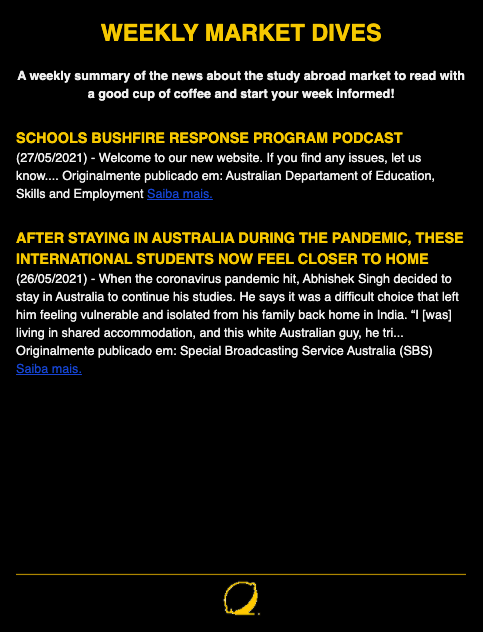 WEEKLY MARKET DIVES
A weekly summary of the news about the study abroad market to read with
a good cup of coffee and start your week informed!
SCHOOLS BUSHFIRE RESPONSE PROGRAM PODCAST
(27/05/2021) - Welcome to our new website. If you find any issues, let us
know.... Originalmente publicado em: Australian Departament of Education,
Skills and Employment Saiba mais.
AFTER STAYING IN AUSTRALIA DURING THE PANDEMIC, THESE
INTERNATIONAL STUDENTS NOW FEEL CLOSER TO HOME
(26/05/2021) - When the coronavirus pandemic hit, Abhishek Singh decided to
stay in Australia to continue his studies. He says it was a difficult choice that left
him feeling vulnerable and isolated from his family back home in India. “I [was]
living in shared accommodation, and this white Australian guy, he tri...
Originalmente publicado em: Special Broadcasting Service Australia (SBS)
Saiba mais.